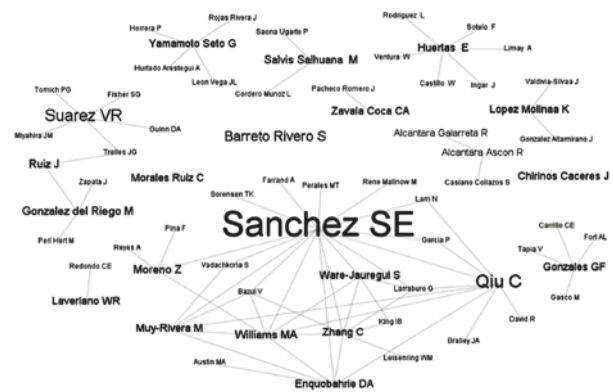 Rojas Rivera J
Herrera P
Yamamoto Seto G
Hurtado Arestegui A
Leon Vega JL
Saona Ugarte P
Salvis Salhuana M
Cordero Munoz L
Rodriguez L
Sotelo F
Huertas E
Limay A
Ventura W
Castillo W
Ingar J
Tomich PG
Fisher SG
Suarez VR
Miyahira JM
Guinn DA
Trelles JG
Ruiz J
Pacheco Romero J
Zavala Coca CA
Valdivia-Silvaa J
Lopez Molinaa K
Gonzalez Altamirano J
Barreto Rivero S
Alcantara Galarreta R
Alcantara Ascon R
Casiano Collazos S
Chirinos Caceres J
Morales Ruiz C
Zapata J
Gonzalez del Riego M
Perl Hart M
Farfand A
Sorensen TK
Perales MT
Rene Malinow M
Lam N
Sanchez SE
Garcia P
Pina F
Reyes A
Moreno Z
Vadachkoria S
Redondo CE
Laveriano WR
Ware-Jauregui S
Bazul V
Larrabure G
Qiu C
Carrillo CE
Fort AL
Tapia V
Gonzales GF
Gasco M
Muy-Rivera M
Williams MA
Zhang C
King IB
David R
Bralley JA
Leisenring WM
Austin MA
Enquobahrie DA